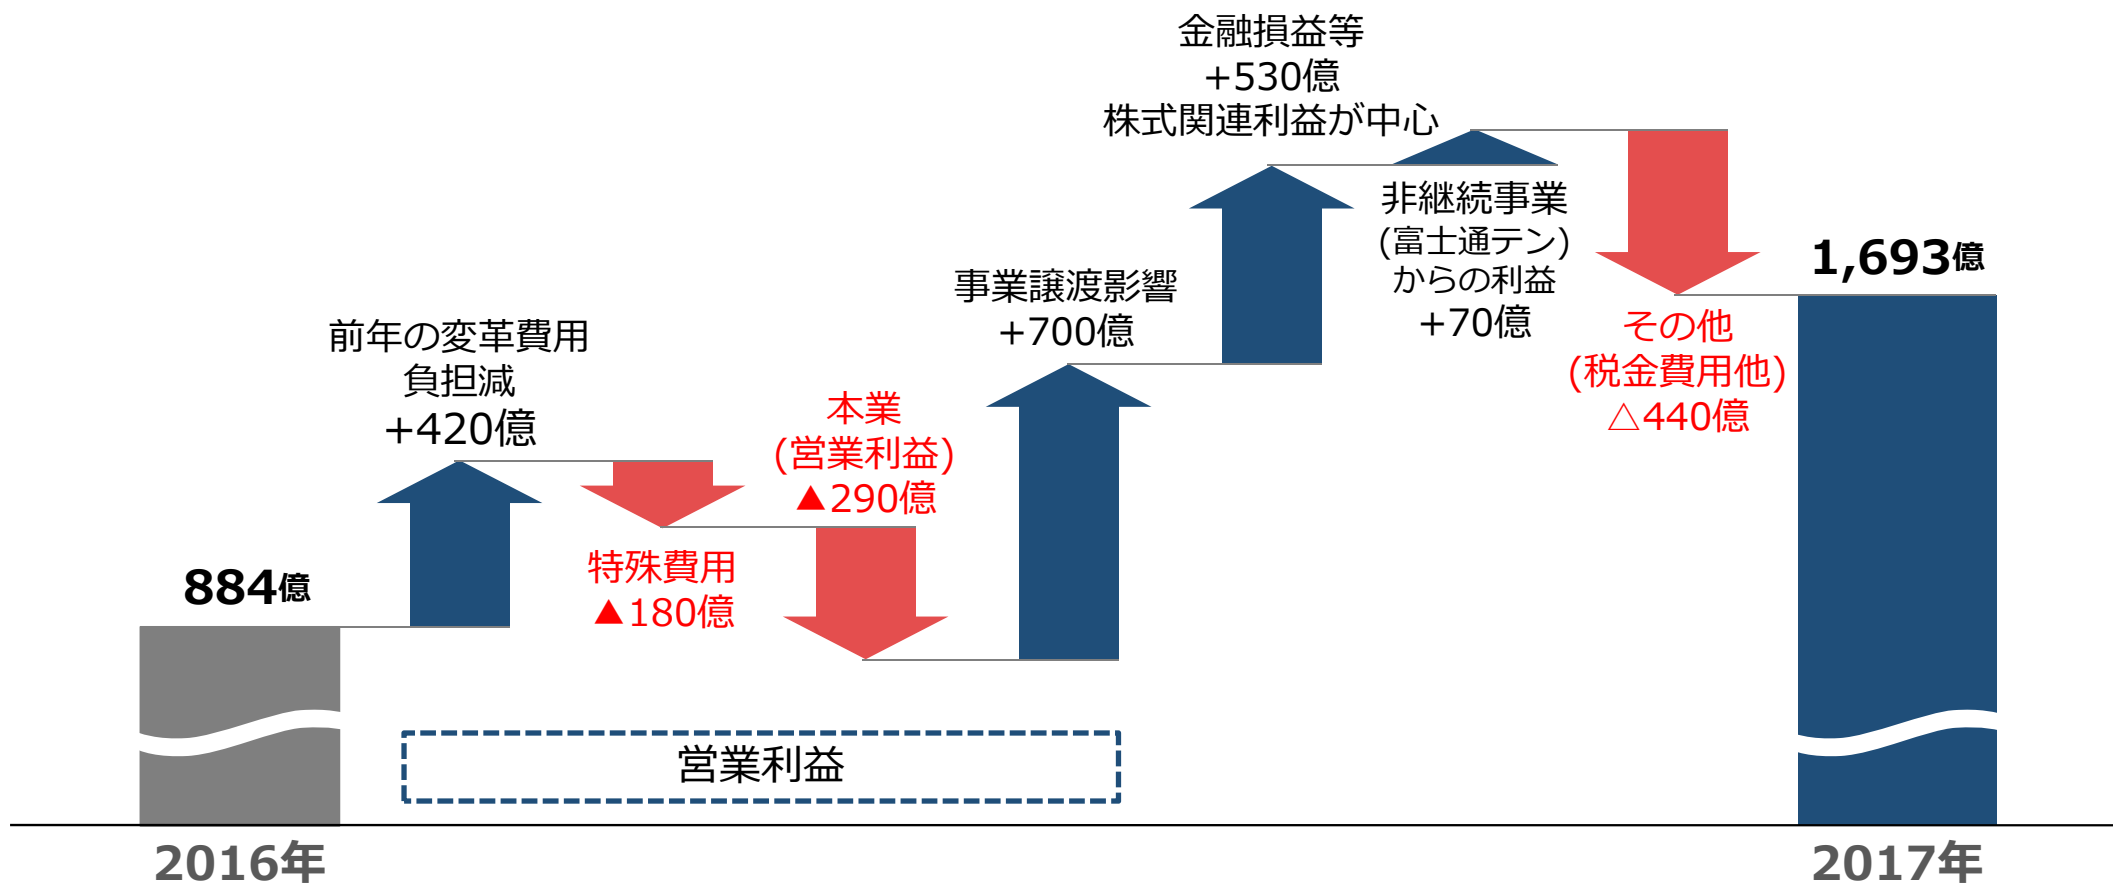 884億
2016年
前年の変革費用
負担減
+420億
特殊費用
▲180億
本業
(営業利益)
▲290億
事業譲渡影響
+700億
営業利益
金融損益等
+530億
株式関連利益が中心
非継続事業
(富士通テン)
からの利益
+70億
その他
(税金費用他)
△440億
1,693億
2017年